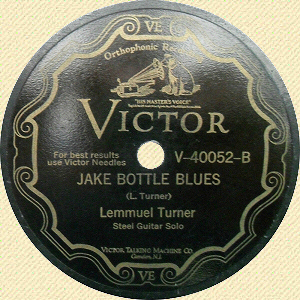 VE
Orthophonic Recording
"HIS MASTER'S VOICE"
VICTOR
For best results
use Victor Needles
V-40052-B
JAKE BOTTLE BLUES
(L. Turner)
Lemmuel Turner
Steel Guitar Solo
VICTOR TALKING MACHINE CO
Camden, N.J.
VE